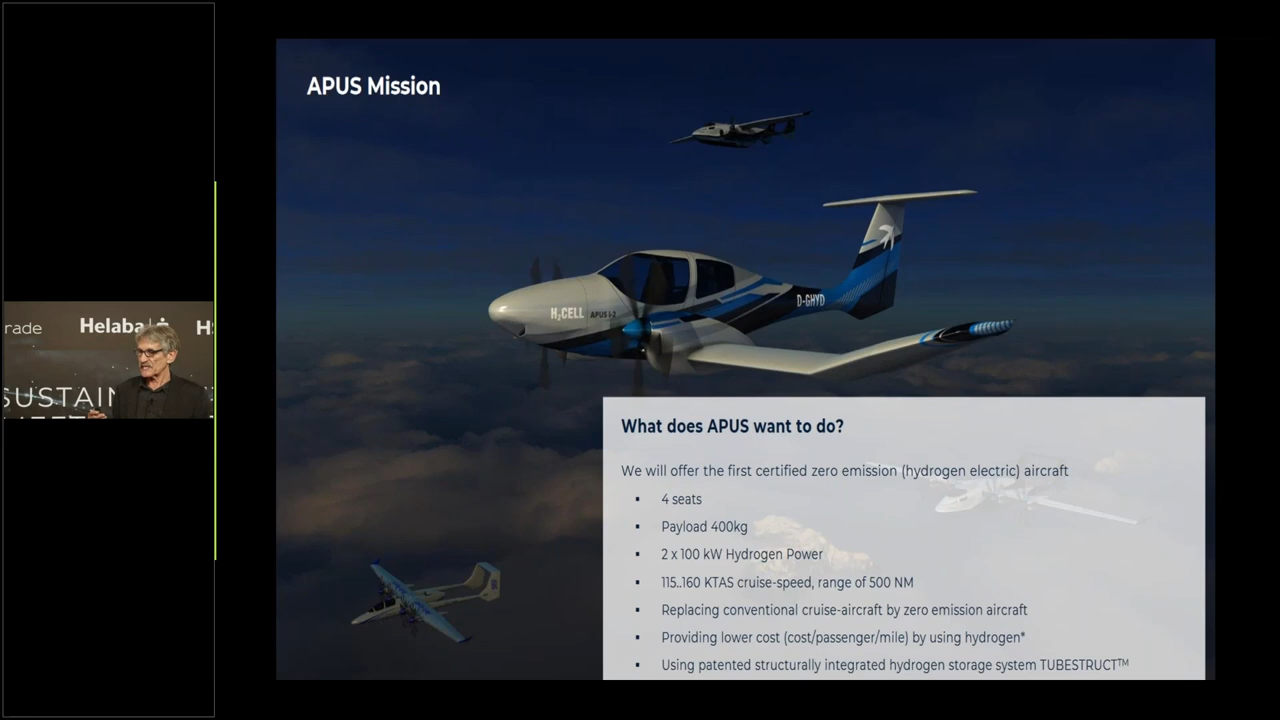 APUS Mission
H₂CELL APUS i-2
D-GHYD
What does APUS want to do?
We will offer the first certified zero emission (hydrogen electric) aircraft
▪ 4 seats
▪ Payload 400kg
▪ 2 x 100 kW Hydrogen Power
▪ 115..160 KTAS cruise-speed, range of 500 NM
▪ Replacing conventional cruise-aircraft by zero emission aircraft
▪ Providing lower cost (cost/passenger/mile) by using hydrogen*
▪ Using patented structurally integrated hydrogen storage system TUBESTRUCT™
rade Helaba H
SUSTAIN